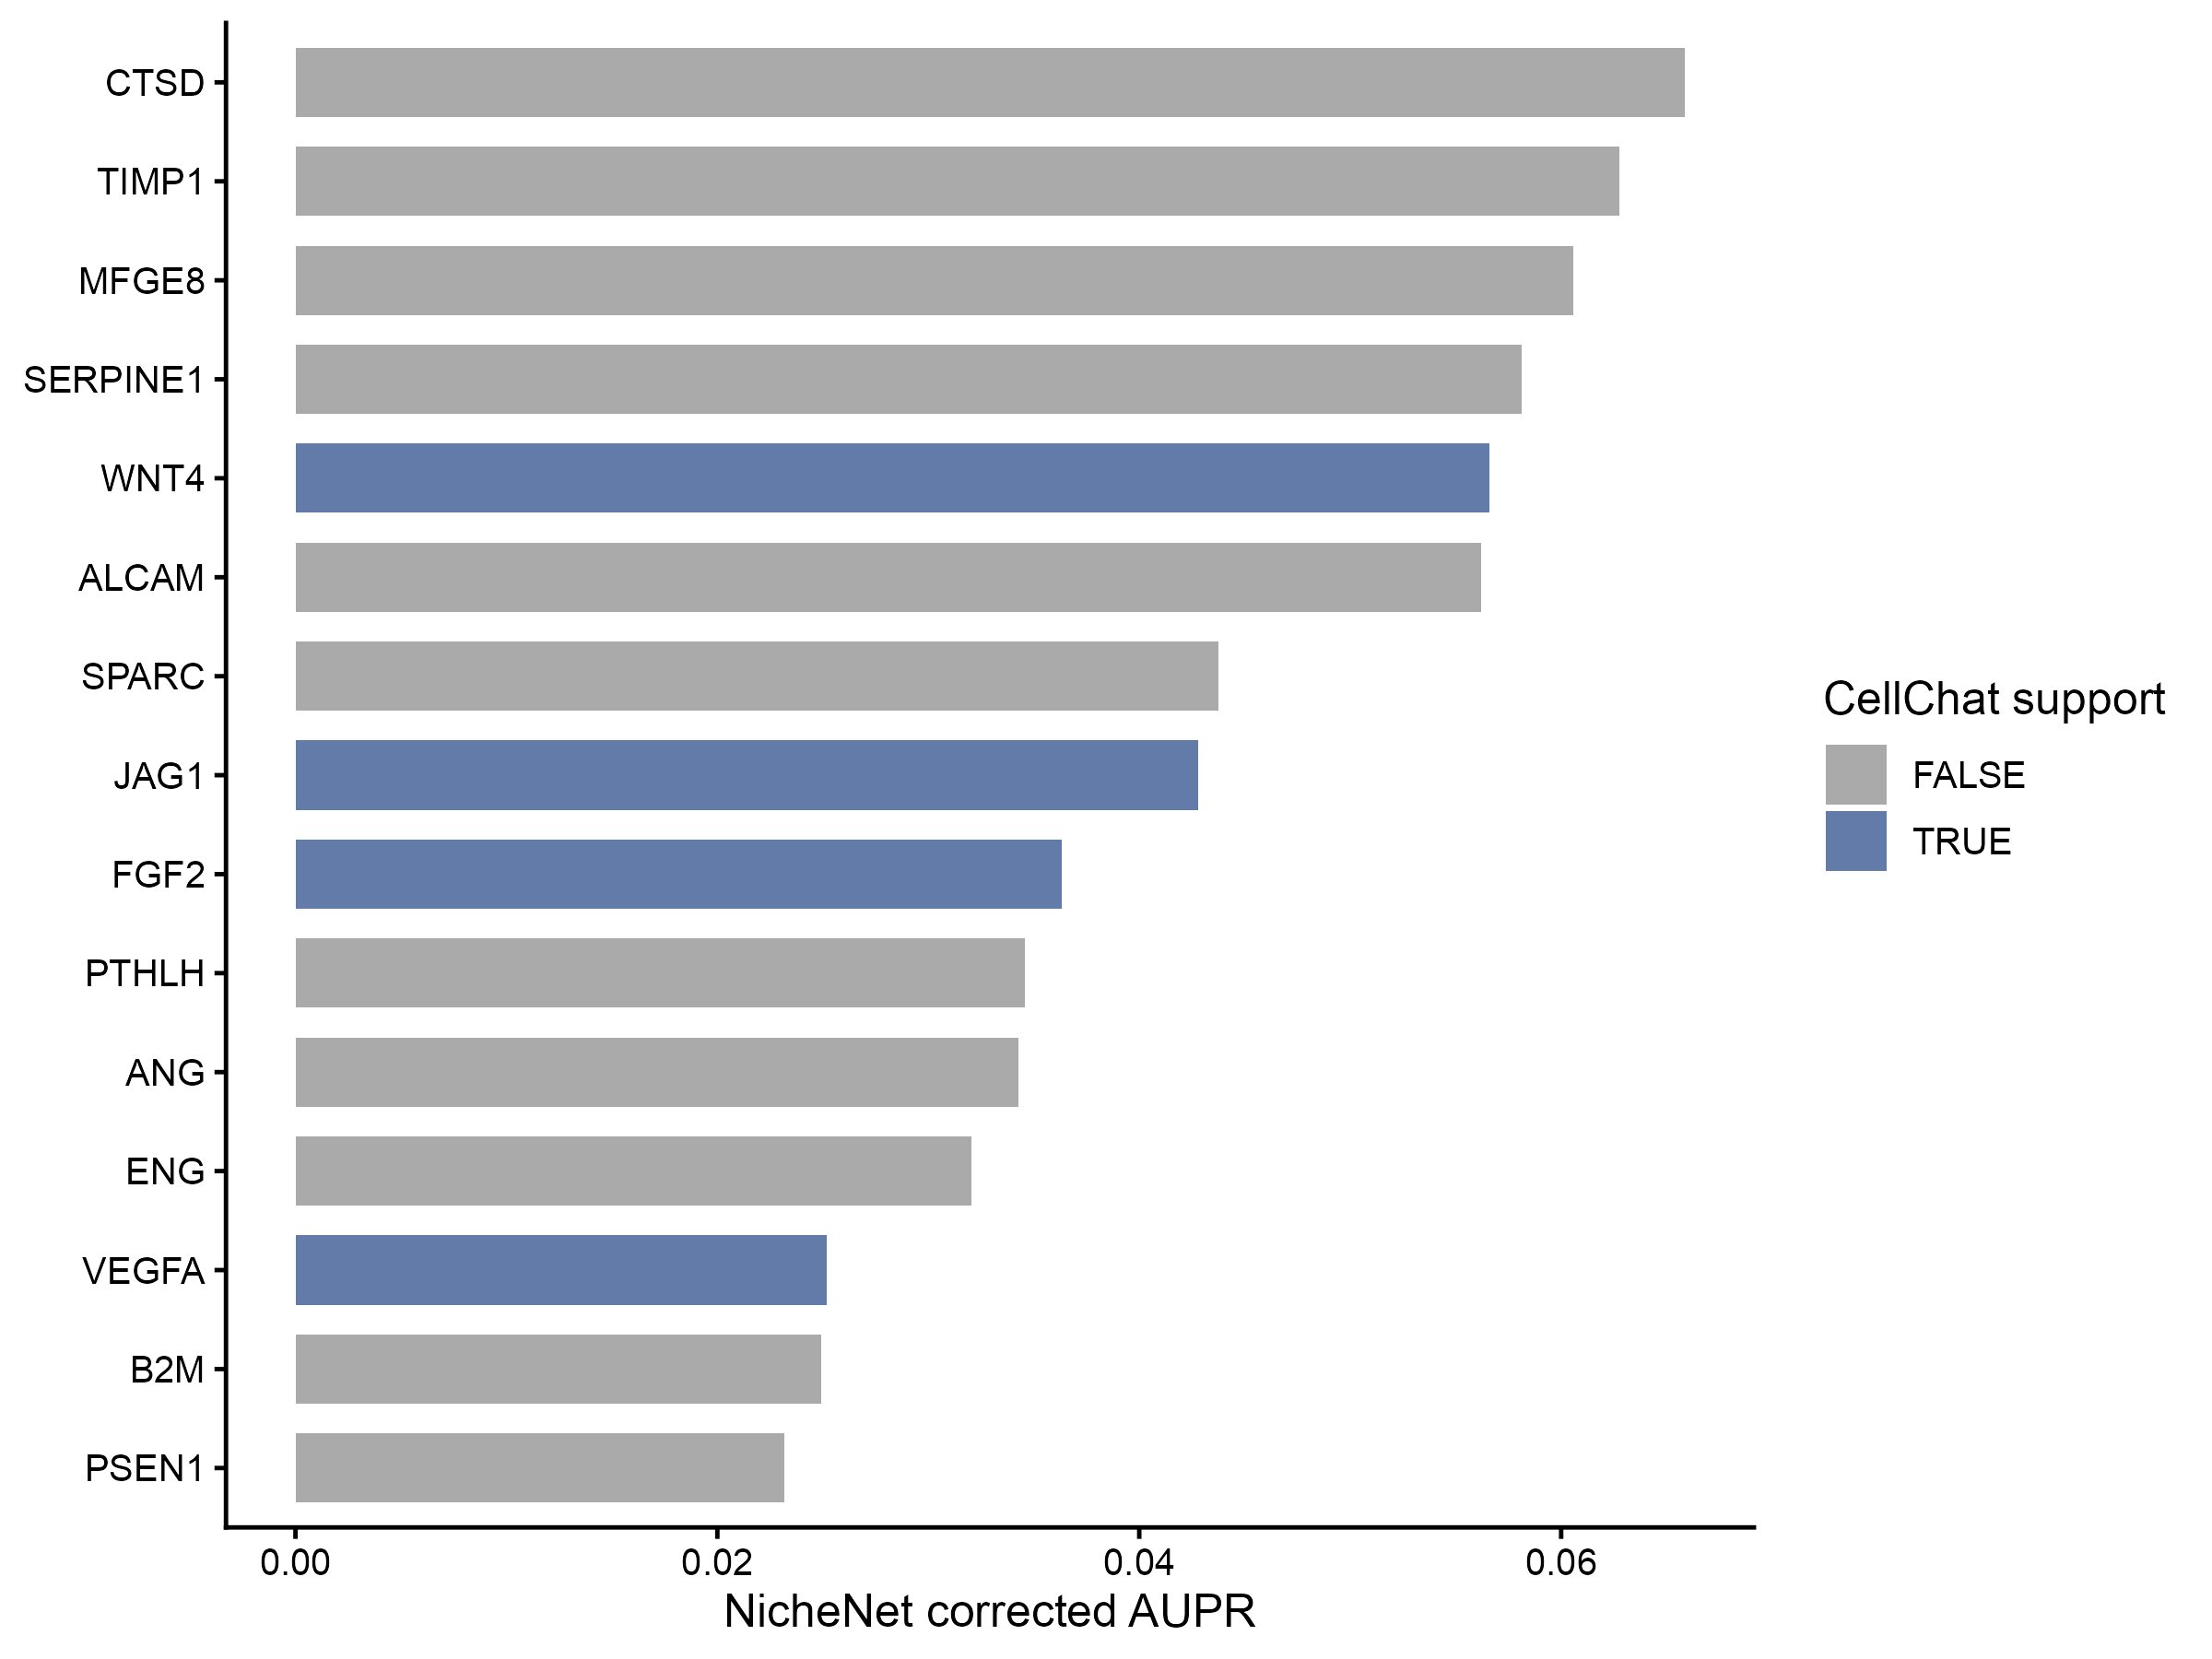 CTSD
TIMP1
MFGE8
SERPINE1
WNT4
ALCAM
SPARC
JAG1
FGF2
PTHLH
ANG
ENG
VEGFA
B2M
PSEN1
0.00 0.02 0.04 0.06
NicheNet corrected AUPR
CellChat support
FALSE
TRUE